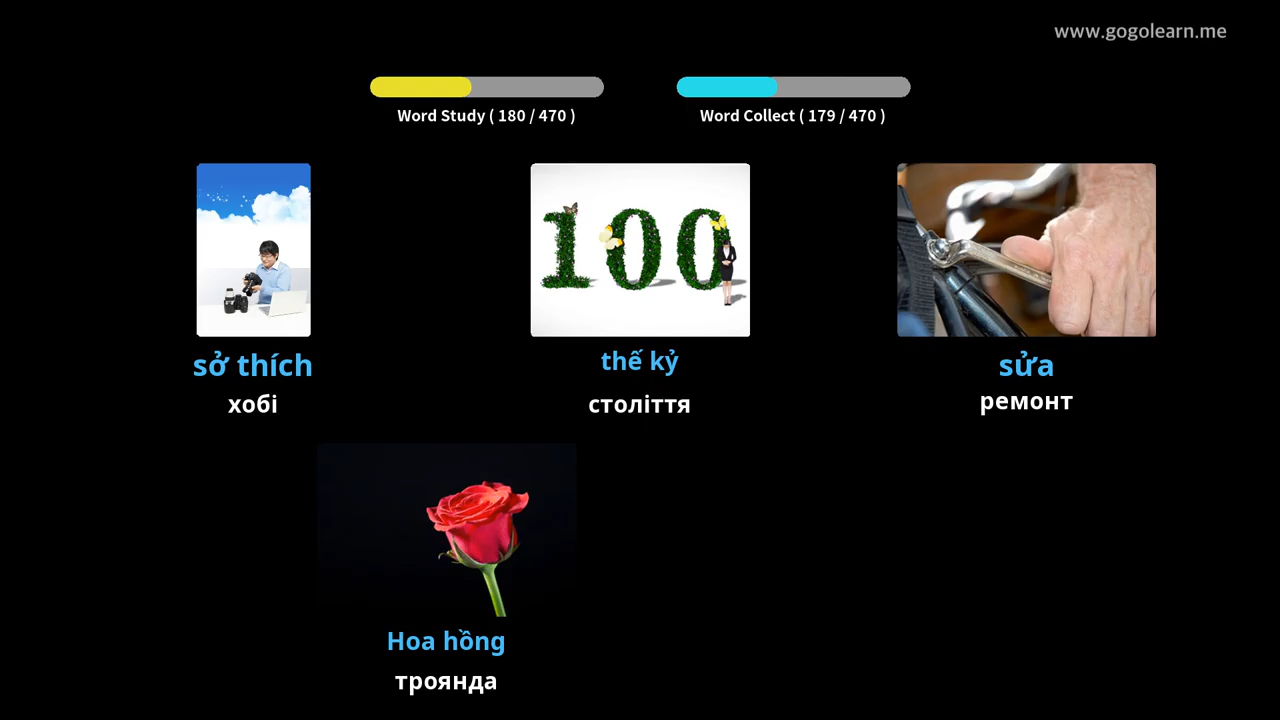 www.gogolearn.me
Word Study ( 180 / 470 )
Word Collect ( 179 / 470 )
sở thích
хобі
thế kỷ
століття
sửa
ремонт
Hoa hồng
троянда